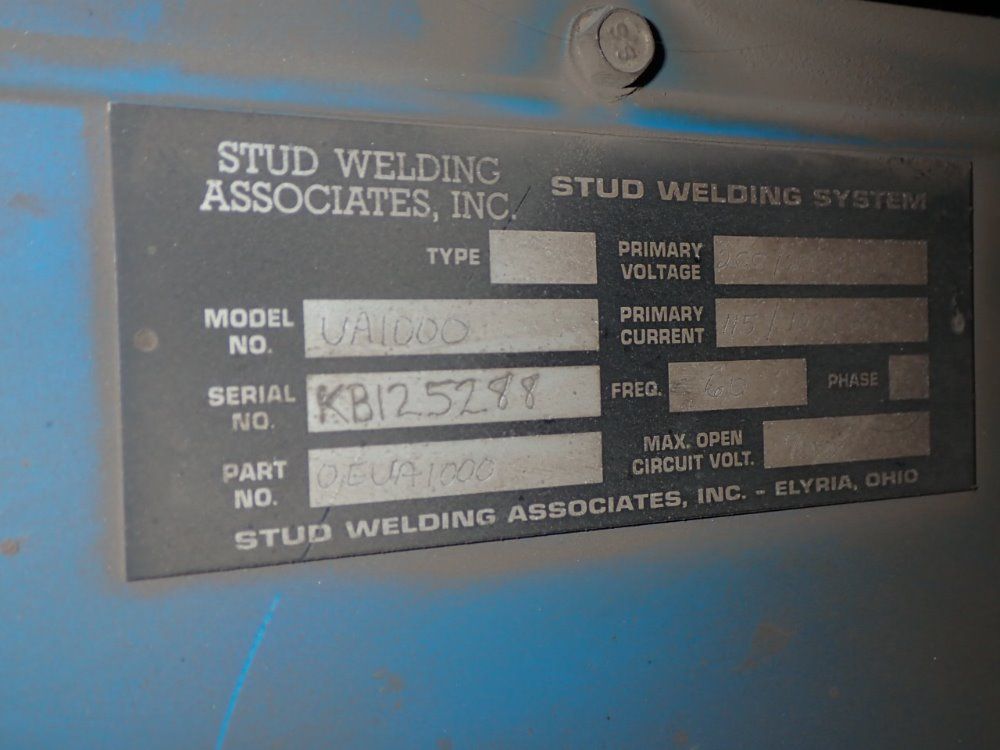 STUD WELDING
ASSOCIATES, INC.
STUD WELDING SYSTEM
TYPE
PRIMARY
VOLTAGE
MODEL
NO.
UA1000
PRIMARY
CURRENT
SERIAL
NO.
KB125288
FREQ.
60
PHASE
PART
NO.
MAX. OPEN
CIRCUIT VOLT.
STUD WELDING ASSOCIATES, INC. - ELYRIA, OHIO